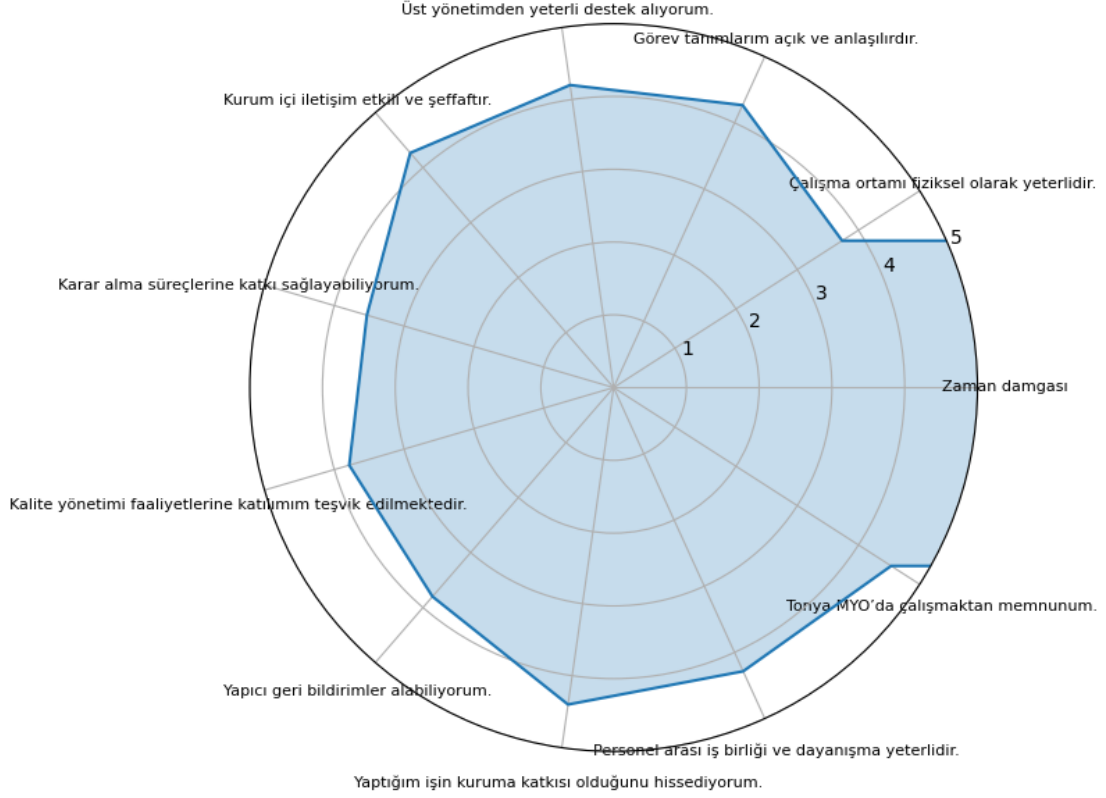 Üst yönetimden yeterli destek alıyorum.
Görev tanımlarım açık ve anlaşılırdır.
Kurum içi iletişim etkili ve şeffaftır.
Çalışma ortamı fiziksel olarak yeterlidir.
5
4
Karar alma süreçlerine katkı sağlayabiliyorum.
3
2
1
Zaman damgası
Kalite yönetimi faaliyetlerine katılımım teşvik edilmektedir.
Tonya MYO’da çalışmaktan memnunum.
Yapıcı geri bildirimler alabiliyorum.
Personel arası iş birliği ve dayanışma yeterlidir.
Yaptığım işin kuruma katkısı olduğunu hissediyorum.